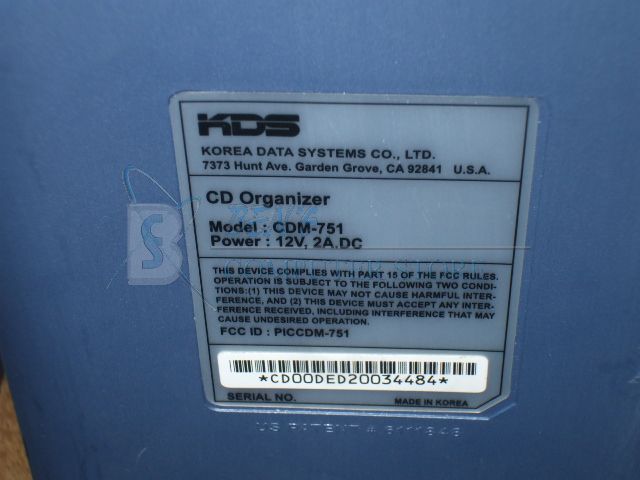 KDS
KOREA DATA SYSTEMS CO., LTD.
7373 Hunt Ave. Garden Grove, CA 92841 U.S.A.
CD Organizer
Model : CDM-751
Power : 12V, 2A.DC
THIS DEVICE COMPLIES WITH PART 15 OF THE FCC RULES.
OPERATION IS SUBJECT TO THE FOLLOWING TWO CONDI-
TIONS:(1) THIS DEVICE MAY NOT CAUSE HARMFUL INTER-
FERENCE, AND (2) THIS DEVICE MUST ACCEPT ANY INTER-
FERENCE RECEIVED, INCLUDING INTERFERENCE THAT MAY
CAUSE UNDESIRED OPERATION.
FCC ID : PICCDM-751
*CD00DED20034484*
SERIAL NO. MADE IN KOREA
US PATENT #